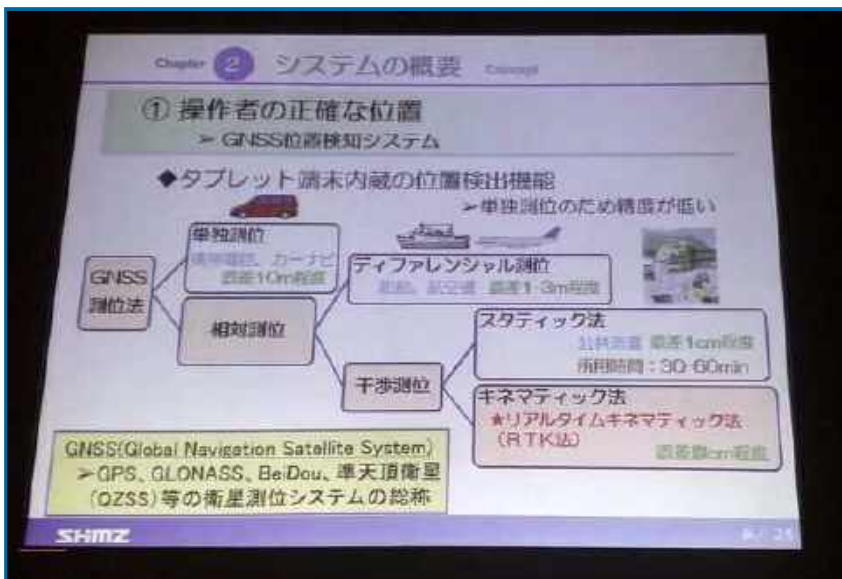 Chapter 2 システムの概要 Concept
① 操作者の正確な位置
➢ GNSS位置検知システム
◆タブレット端末内蔵の位置検出機能
➢単独測位のため精度が低い
単独測位
携帯電話、カーナビ
誤差10m程度
GNSS
測位法
相対測位
ディファレンシャル測位
船舶、航空機 誤差1-3m程度
干渉測位
スタティック法
公共測量 誤差1cm程度
所用時間:30-60min
キネマティック法
★リアルタイムキネマティック法
(RTK法)
誤差数cm程度
GNSS(Global Navigation Satellite System)
➢GPS、GLONASS、BeiDou、準天頂衛星
(QZSS)等の衛星測位システムの総称
SHMZ